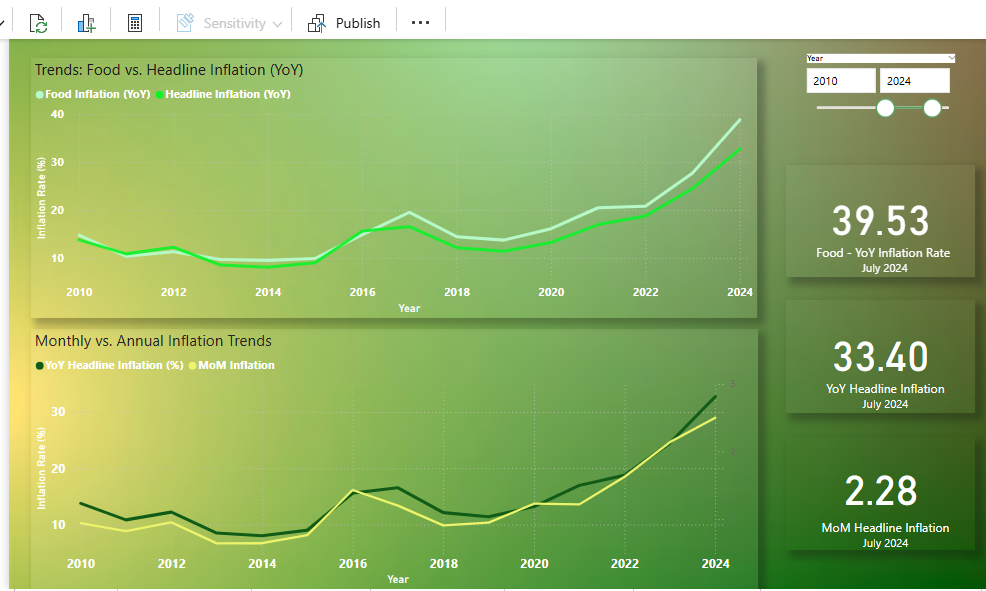 Sensitivity
Publish
Trends: Food vs. Headline Inflation (YoY)
Food Inflation (YoY) Headline Inflation (YoY)
40
30
20
10
Inflation Rate (%)
2010 2012 2014 2016 2018 2020 2022 2024
Year
Monthly vs. Annual Inflation Trends
YoY Headline Inflation (%) MoM Inflation
30
20
10
Inflation Rate (%)
3
2
2010 2012 2014 2016 2018 2020 2022 2024
Year
Year
2010 2024
39.53
Food - YoY Inflation Rate
July 2024
33.40
YoY Headline Inflation
July 2024
2.28
MoM Headline Inflation
July 2024